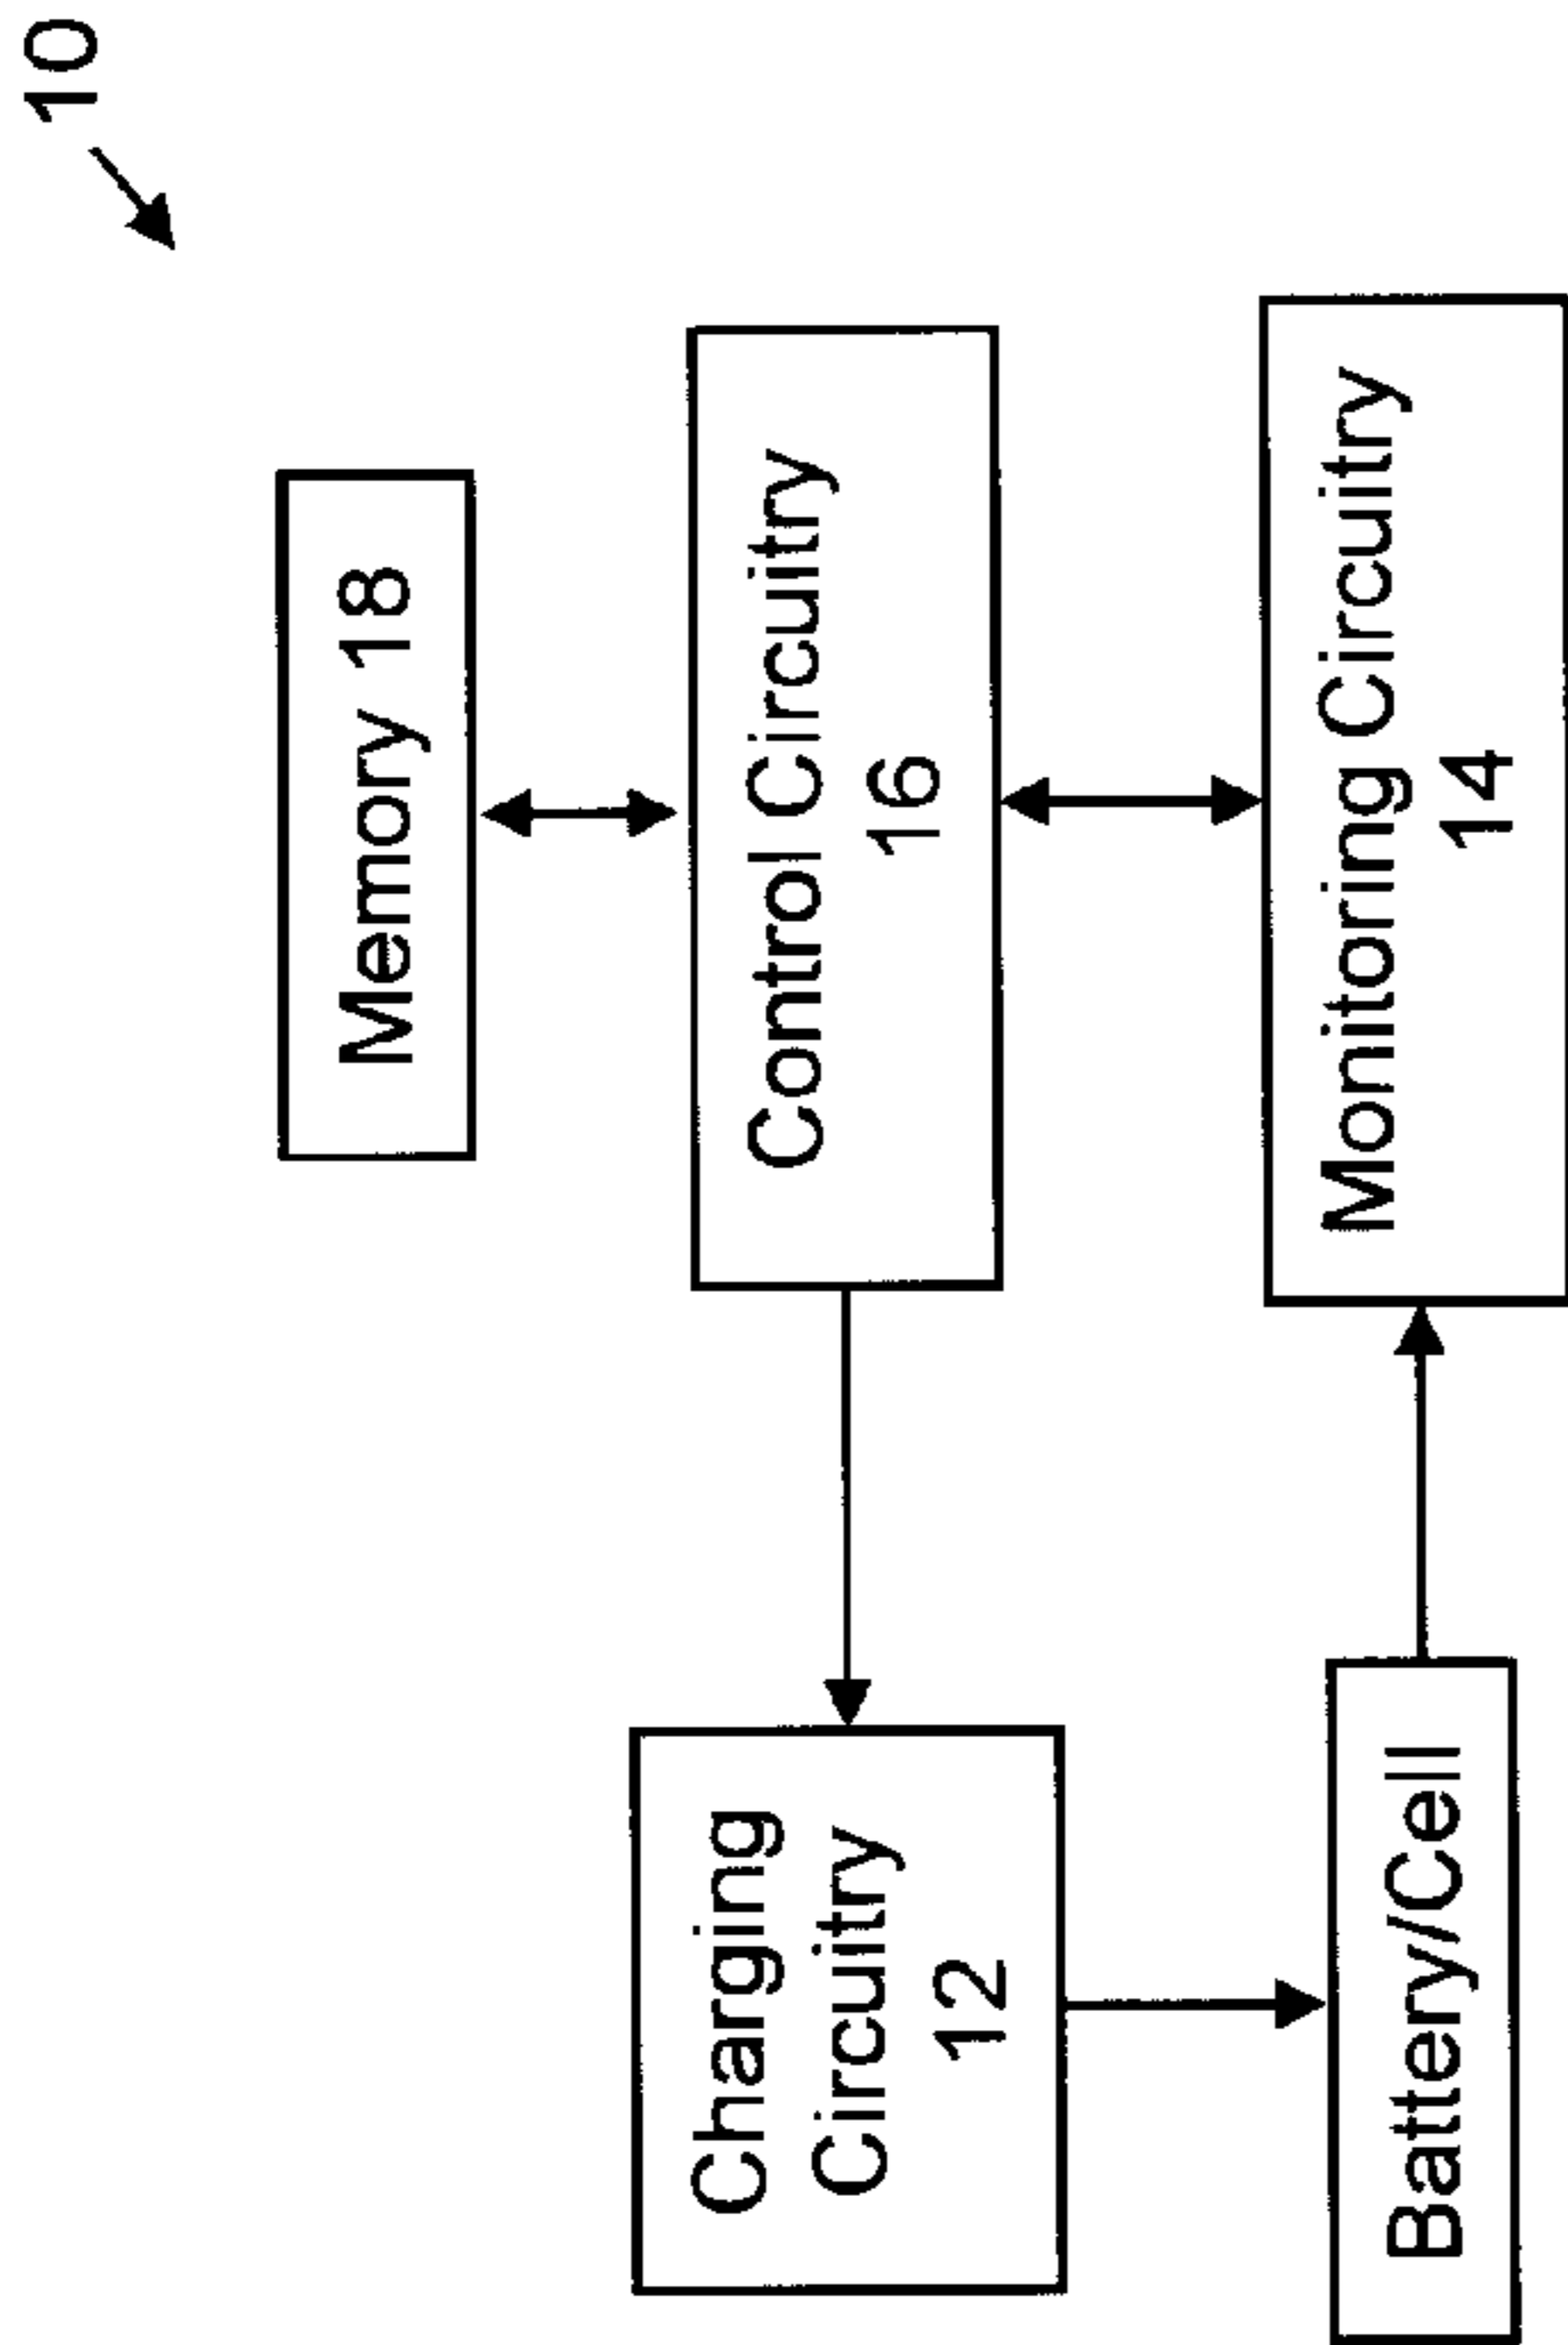 10
Memory 18
Control Circuitry
16
Charging
Circuitry
12
Monitoring Circuitry
14
Battery/Cell